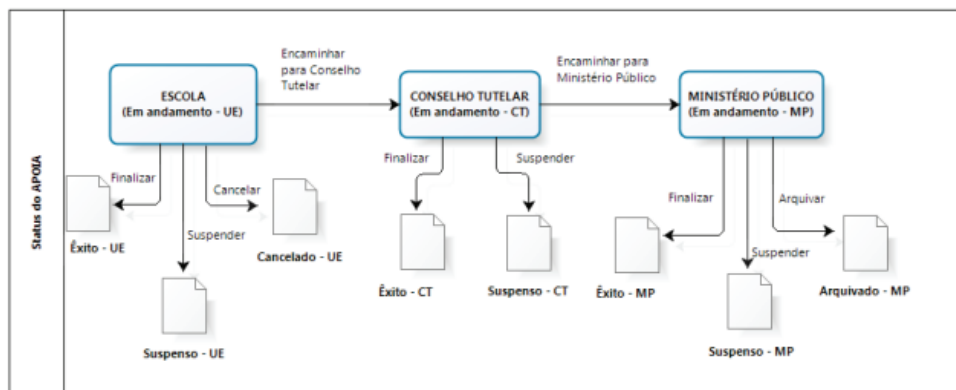 Status do APOIA
ESCOLA
(Em andamento - UE)
Encaminhar
para Conselho
Tutelar
CONSELHO TUTELAR
(Em andamento - CT)
Encaminhar para
Ministério Público
MINISTÉRIO PÚBLICO
(Em andamento - MP)
Finalizar
Êxito - UE
Suspender
Suspenso - UE
Cancelar
Cancelado - UE
Finalizar
Êxito - CT
Suspender
Suspenso - CT
Finalizar
Êxito - MP
Suspender
Suspenso - MP
Arquivar
Arquivado - MP